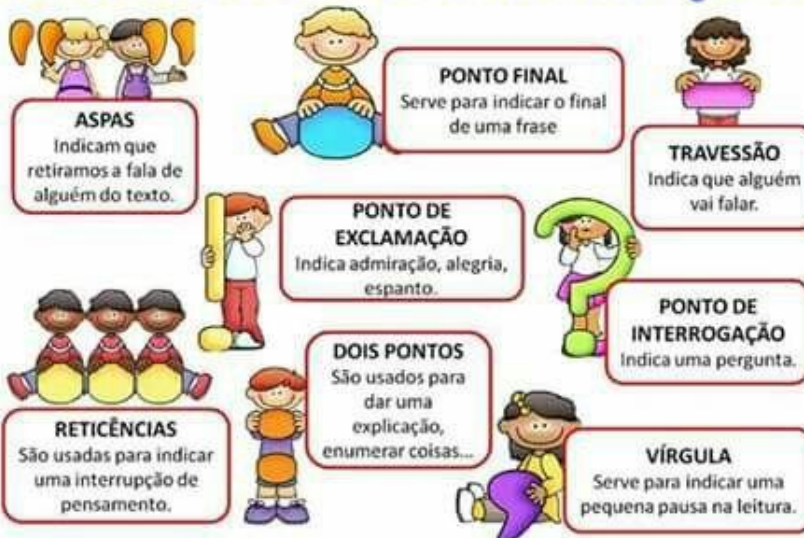 ASPAS
Indicam que
retiramos a fala de
alguém do texto.
PONTO FINAL
Serve para indicar o final
de uma frase
TRAVESSÃO
Indica que alguém
vai falar.
PONTO DE
EXCLAMAÇÃO
Indica admiração, alegria,
espanto.
PONTO DE
INTERROGAÇÃO
Indica uma pergunta.
RETICÊNCIAS
São usadas para indicar
uma interrupção de
pensamento.
DOIS PONTOS
São usados para
dar uma
explicação,
enumerar coisas...
VÍRGULA
Serve para indicar uma
pequena pausa na leitura.